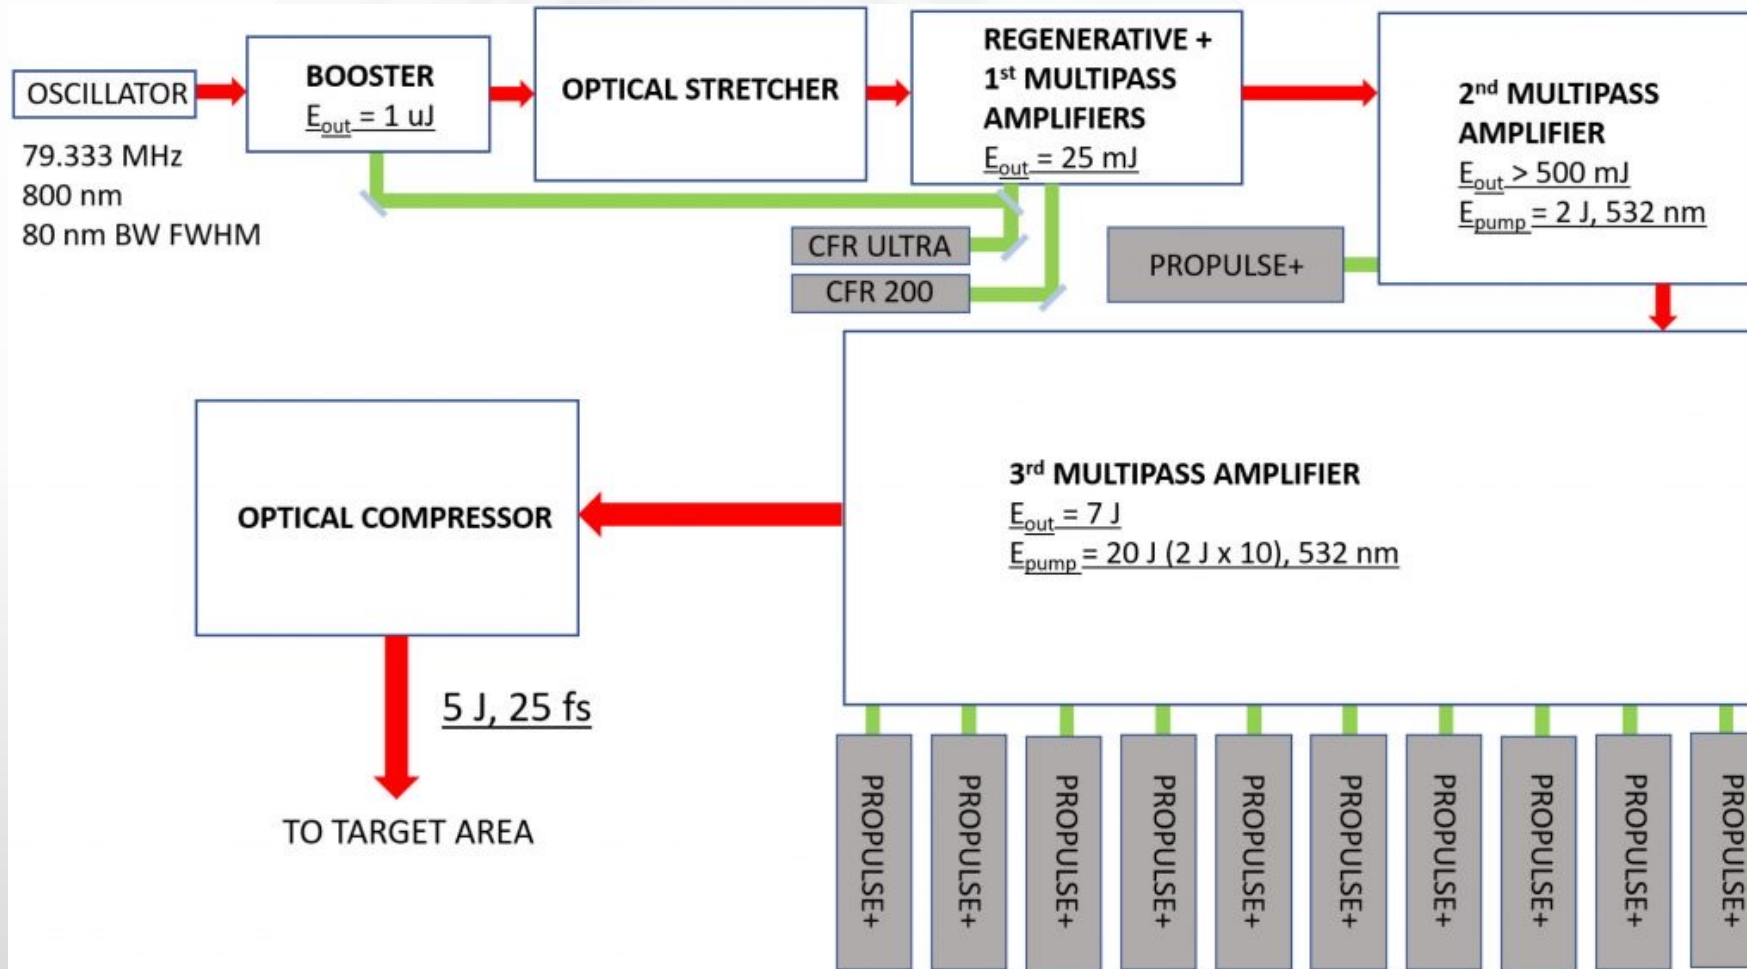 OSCILLATOR
79.333 MHz
800 nm
80 nm BW FWHM
BOOSTER
Eout = 1 uJ
OPTICAL STRETCHER
REGENERATIVE +
1st MULTIPASS
AMPLIFIERS
Eout = 25 mJ
2nd MULTIPASS
AMPLIFIER
Eout > 500 mJ
Epump = 2 J, 532 nm
CFR ULTRA
CFR 200
PROPULSE+
3rd MULTIPASS AMPLIFIER
Eout = 7 J
Epump = 20 J (2 J x 10), 532 nm
OPTICAL COMPRESSOR
5 J, 25 fs
TO TARGET AREA
PROPULSE+
PROPULSE+
PROPULSE+
PROPULSE+
PROPULSE+
PROPULSE+
PROPULSE+
PROPULSE+
PROPULSE+
PROPULSE+